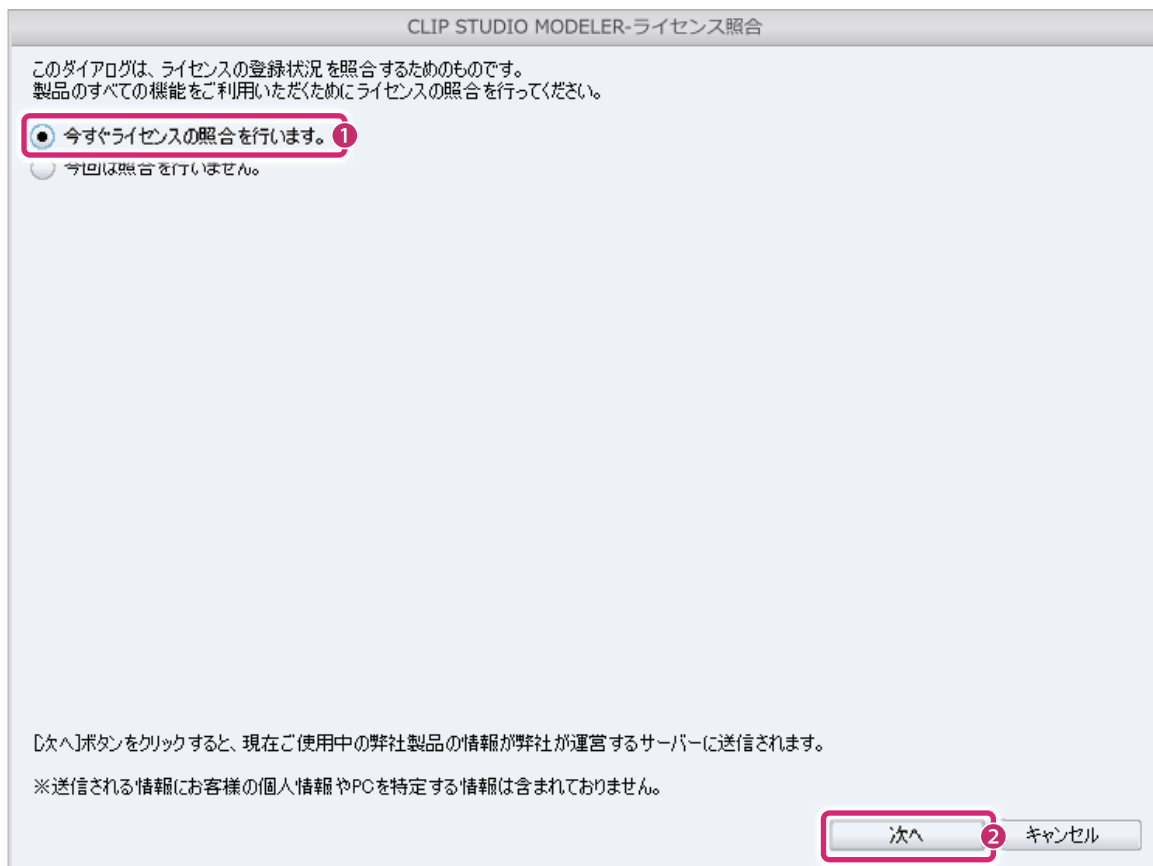 CLIP STUDIO MODELER-ライセンス照合
このダイアログは、ライセンスの登録状況を照合するためのものです。
製品のすべての機能をご利用いただくためにライセンスの照合を行ってください。
今すぐライセンスの照合を行います。 1
今回は照合を行いません。
[次へ]ボタンをクリックすると、現在ご使用中の弊社製品の情報が弊社が運営するサーバーに送信されます。
※送信される情報にお客様の個人情報やPCを特定する情報は含まれておりません。
次へ 2 キャンセル